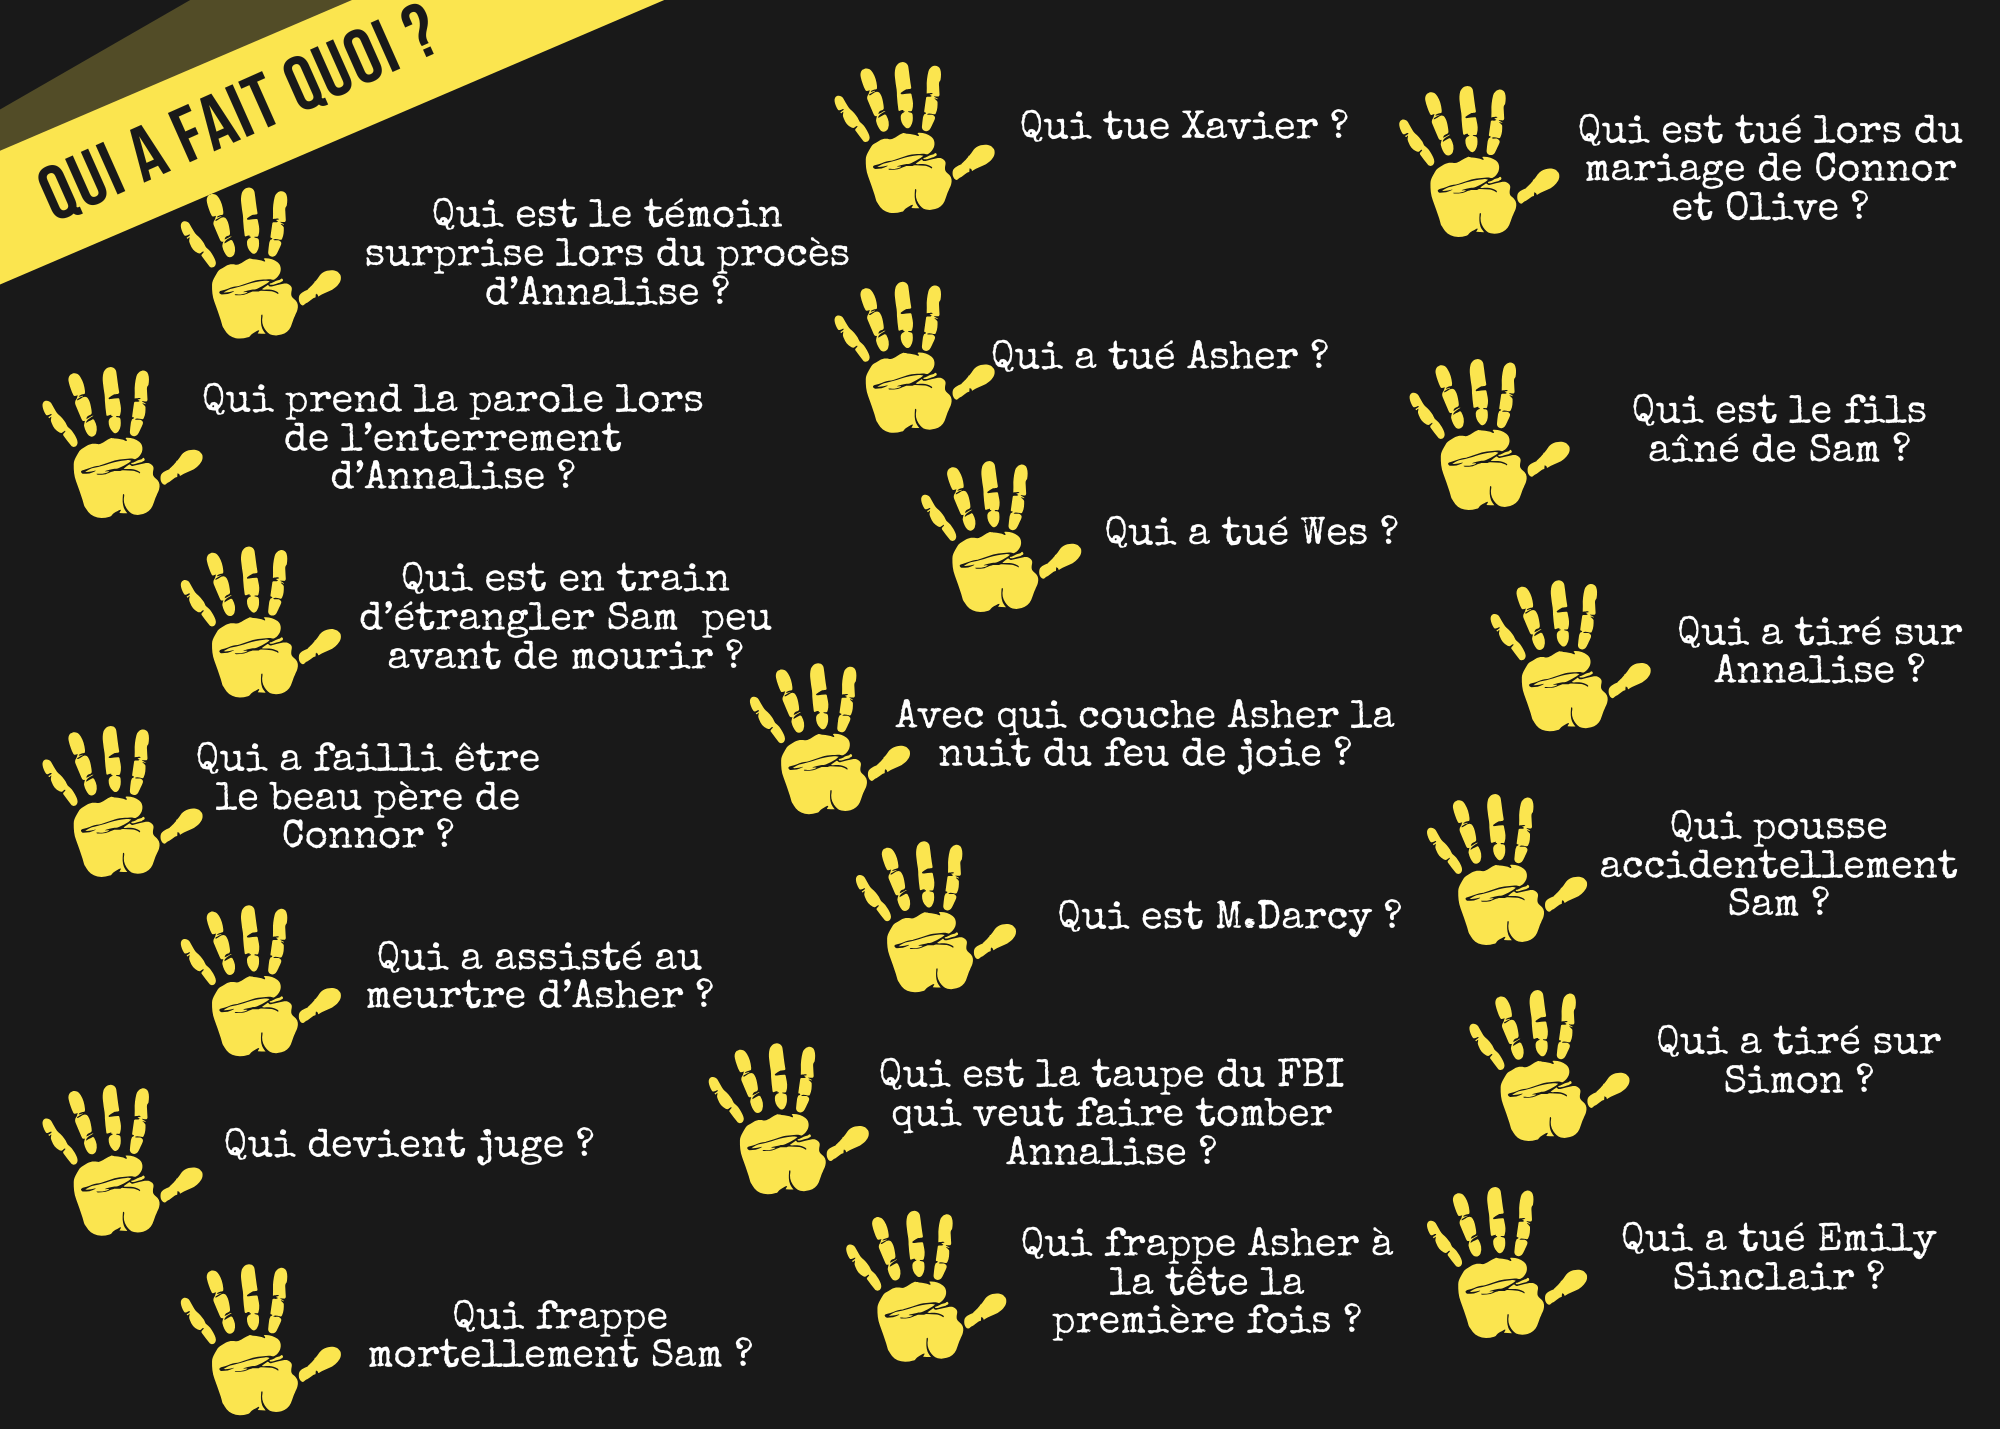 QUI A FAIT QUOI ?
Qui est le témoin
surprise lors du procès
d’Annalise ?
Qui prend la parole lors
de l’enterrement
d’Annalise ?
Qui est en train
d’étrangler Sam  peu
avant de mourir ?
Qui a failli être
le beau père de
Connor ?
Qui a assisté au
meurtre d’Asher ?
Qui devient juge ?
Qui frappe
mortellement Sam ?
Qui tue Xavier ?
Qui a tué Asher ?
Qui a tué Wes ?
Avec qui couche Asher la
nuit du feu de joie ?
Qui est M.Darcy ?
Qui est la taupe du FBI
qui veut faire tomber
Annalise ?
Qui frappe Asher à
la tête la
première fois ?
Qui est tué lors du
mariage de Connor
et Olive ?
Qui est le fils
aîné de Sam ?
Qui a tiré sur
Annalise ?
Qui pousse
accidentellement
Sam ?
Qui a tiré sur
Simon ?
Qui a tué Emily
Sinclair ?